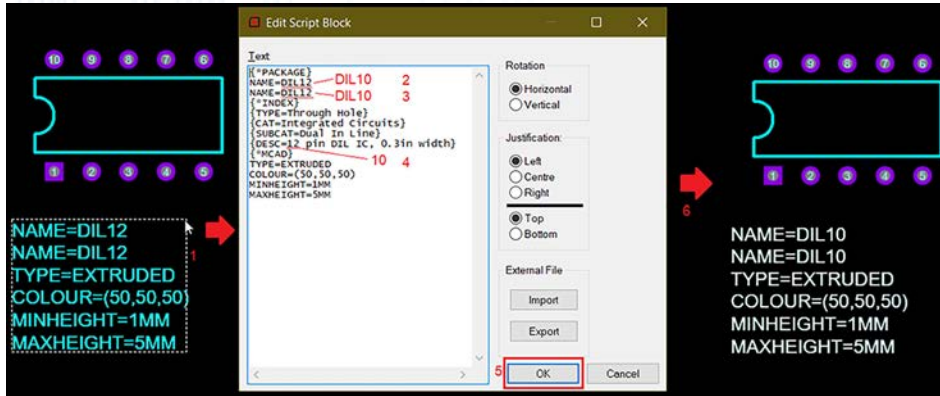 10 9 8 7 6
1 2 3 4 5
NAME=DIL12
NAME=DIL12
TYPE=EXTRUDED
COLOUR=(50,50,50)
MINHEIGHT=1MM
MAXHEIGHT=5MM
1
Edit Script Block
Text
{*PACKAGE}
NAME=DIL12 DIL10 2
NAME=DIL12 DIL10 3
{*INDEX}
{TYPE=Through Hole}
{CAT=Integrated Circuits}
{SUBCAT=Dual In Line}
{DESC=12 pin DIL IC, 0.3in width}
{*MCAD} 10 4
TYPE=EXTRUDED
COLOUR=(50,50,50)
MINHEIGHT=1MM
MAXHEIGHT=5MM
Rotation
Horizontal
Vertical
Justification:
Left
Centre
Right
Top
Bottom
External File
Import
Export
5 OK Cancel
6
10 9 8 7 6
1 2 3 4 5
NAME=DIL10
NAME=DIL10
TYPE=EXTRUDED
COLOUR=(50,50,50)
MINHEIGHT=1MM
MAXHEIGHT=5MM